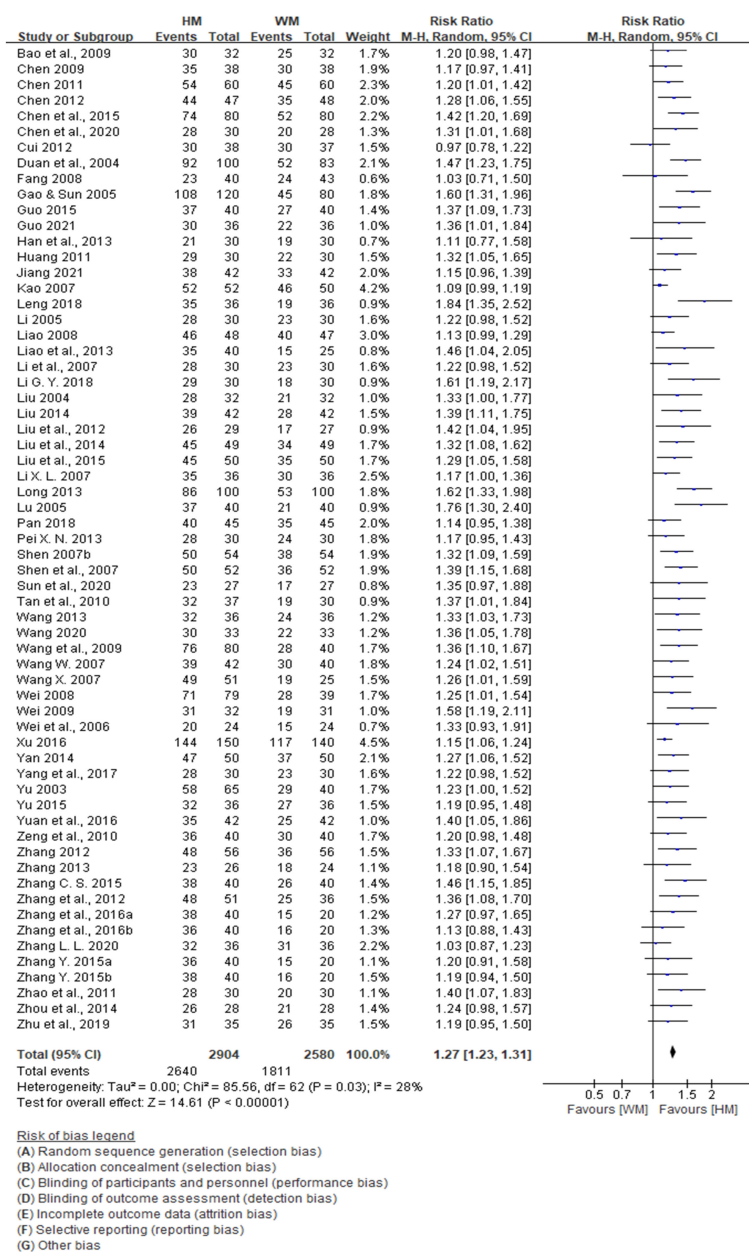 HM WM Risk Ratio Risk Ratio
Study or Subgroup Events Total Events Total Weight M-H, Random, 95% CI M-H, Random, 95% CI
Bao et al., 2009 30 32 25 32 1.7% 1.20 [0.98, 1.47]
Chen 2009 35 38 30 38 1.9% 1.17 [0.97, 1.41]
Chen 2011 54 60 45 60 2.3% 1.20 [1.01, 1.42]
Chen 2012 44 47 35 48 1.8% 1.28 [1.06, 1.55]
Chen et al., 2015 74 80 52 80 2.2% 1.42 [1.20, 1.69]
Chen et al., 2020 28 30 20 28 1.1% 1.31 [1.01, 1.68]
Cui 2012 30 38 30 37 1.4% 0.97 [0.78, 1.22]
Duan et al., 2004 92 100 52 83 2.1% 1.47 [1.23, 1.75]
Fang 2008 23 40 24 43 0.6% 1.03 [0.71, 1.50]
Gao & Sun 2005 108 120 45 80 1.8% 1.60 [1.31, 1.96]
Guo 2015 37 40 27 40 1.4% 1.37 [1.09, 1.73]
Guo 2021 30 36 22 36 0.9% 1.36 [1.01, 1.84]
Han et al., 2013 21 30 19 30 0.7% 1.11 [0.77, 1.58]
Huang 2011 29 30 22 30 1.4% 1.32 [1.05, 1.65]
Jiang 2021 38 42 33 42 1.9% 1.15 [0.96, 1.39]
Kao 2007 52 52 46 50 4.2% 1.09 [0.99, 1.19]
Leng 2018 35 36 19 36 0.9% 1.84 [1.35, 2.52]
Li 2005 28 30 23 30 1.5% 1.22 [0.98, 1.52]
Liao 2008 46 48 40 47 2.9% 1.13 [0.99, 1.29]
Liao et al., 2013 35 40 15 25 0.8% 1.46 [1.04, 2.05]
Li et al., 2007 28 30 23 30 1.5% 1.22 [0.98, 1.52]
Li G. Y. 2018 29 30 18 30 0.9% 1.61 [1.19, 2.17]
Liu 2004 28 32 21 32 1.0% 1.33 [1.00, 1.77]
Liu 2014 39 42 28 42 1.4% 1.39 [1.11, 1.75]
Liu et al., 2012 26 29 17 27 0.8% 1.42 [1.04, 1.95]
Liu et al., 2014 45 49 34 49 1.7% 1.32 [1.08, 1.62]
Liu et al., 2015 45 50 35 50 1.7% 1.29 [1.05, 1.58]
Li X. L. 2007 35 36 30 36 2.4% 1.17 [1.00, 1.36]
Long 2013 86 100 53 100 1.8% 1.62 [1.33, 1.98]
Lu 2005 37 40 21 40 0.9% 1.76 [1.30, 2.40]
Pan 2018 40 45 35 45 2.0% 1.14 [0.95, 1.38]
Pei X. N. 2013 28 30 24 30 1.7% 1.17 [0.95, 1.43]
Shen 2007b 50 54 38 54 1.9% 1.32 [1.09, 1.59]
Shen et al., 2007 50 52 36 52 1.9% 1.39 [1.15, 1.68]
Sun et al., 2020 23 27 17 27 0.8% 1.35 [0.97, 1.88]
Tan et al., 2010 32 37 19 30 0.9% 1.37 [1.01, 1.84]
Wang 2013 32 36 24 36 1.2% 1.33 [1.03, 1.73]
Wang 2020 30 33 22 33 1.1% 1.36 [1.05, 1.78]
Wang et al., 2009 76 80 28 40 1.9% 1.36 [1.10, 1.67]
Wang W. 2007 39 42 30 40 1.8% 1.24 [1.02, 1.51]
Wang X. 2007 49 51 19 25 1.3% 1.26 [1.01, 1.59]
Wei 2008 71 79 28 39 1.5% 1.25 [1.01, 1.54]
Wei 2009 31 32 19 31 1.0% 1.58 [1.19, 2.11]
Wei et al., 2006 20 24 15 24 0.7% 1.33 [0.93, 1.91]
Xu 2016 144 150 117 140 4.5% 1.15 [1.06, 1.24]
Yan 2014 47 50 37 50 2.0% 1.27 [1.06, 1.52]
Yang et al., 2017 28 30 23 30 1.6% 1.22 [0.98, 1.52]
Yu 2003 58 65 29 40 1.7% 1.23 [1.00, 1.52]
Yu 2015 32 36 27 36 1.4% 1.19 [0.95, 1.48]
Yuan et al., 2016 35 42 25 42 1.0% 1.40 [1.05, 1.86]
Zeng et al., 2010 36 40 30 40 1.6% 1.20 [0.98, 1.48]
Zhang 2012 48 56 36 56 1.5% 1.33 [1.07, 1.67]
Zhang 2013 23 26 18 24 1.0% 1.18 [0.90, 1.54]
Zhang C. S. 2015 38 40 26 40 1.4% 1.46 [1.15, 1.85]
Zhang et al., 2012 48 51 25 36 1.5% 1.36 [1.08, 1.70]
Zhang et al., 2016a 38 40 15 20 1.1% 1.27 [0.97, 1.65]
Zhang et al., 2016b 36 40 16 20 1.2% 1.13 [0.88, 1.43]
Zhang L. L. 2020 32 36 31 36 2.2% 1.03 [0.87, 1.23]
Zhang Y. 2015a 36 40 15 20 1.1% 1.20 [0.91, 1.58]
Zhang Y. 2015b 38 40 16 20 1.3% 1.19 [0.94, 1.50]
Zhao et al., 2011 28 30 20 30 1.1% 1.40 [1.07, 1.83]
Zhou et al., 2014 26 28 21 28 1.3% 1.24 [0.98, 1.57]
Zhu et al., 2019 31 35 26 35 1.5% 1.19 [0.95, 1.50]
Total (95% CI) 2904 2580 100.0% 1.27 [1.23, 1.31]
Total events 2640 1811
Heterogeneity: Tau² = 0.00; Chi² = 85.56, df = 62 (P = 0.03); I² = 28%
Test for overall effect: Z = 14.61 (P < 0.00001)
0.5 0.7 1 1.5 2
Favours [WM] Favours [HM]
Risk of bias legend
(A) Random sequence generation (selection bias)
(B) Allocation concealment (selection bias)
(C) Blinding of participants and personnel (performance bias)
(D) Blinding of outcome assessment (detection bias)
(E) Incomplete outcome data (attrition bias)
(F) Selective reporting (reporting bias)
(G) Other bias